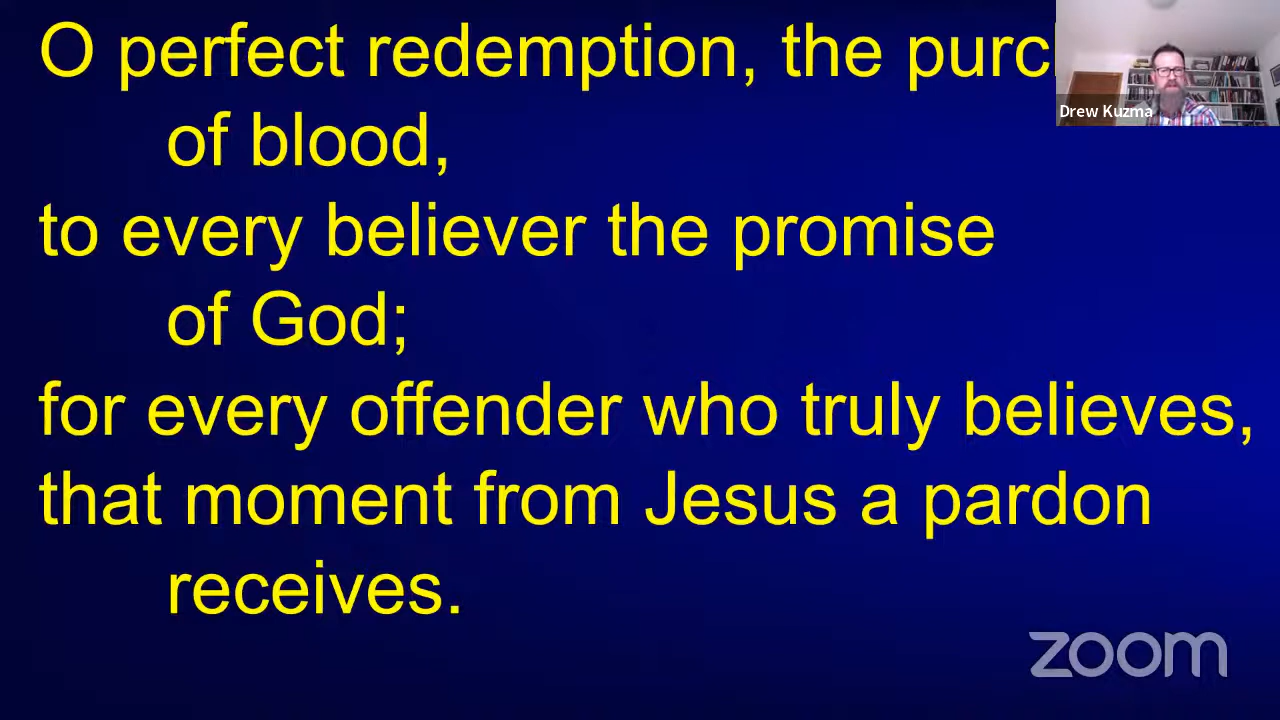 O perfect redemption, the
of blood,
to every believer the promise
of God;
for every offender who truly believes,
that moment from Jesus a pardon
receives.
Drew Kuzma
zoom